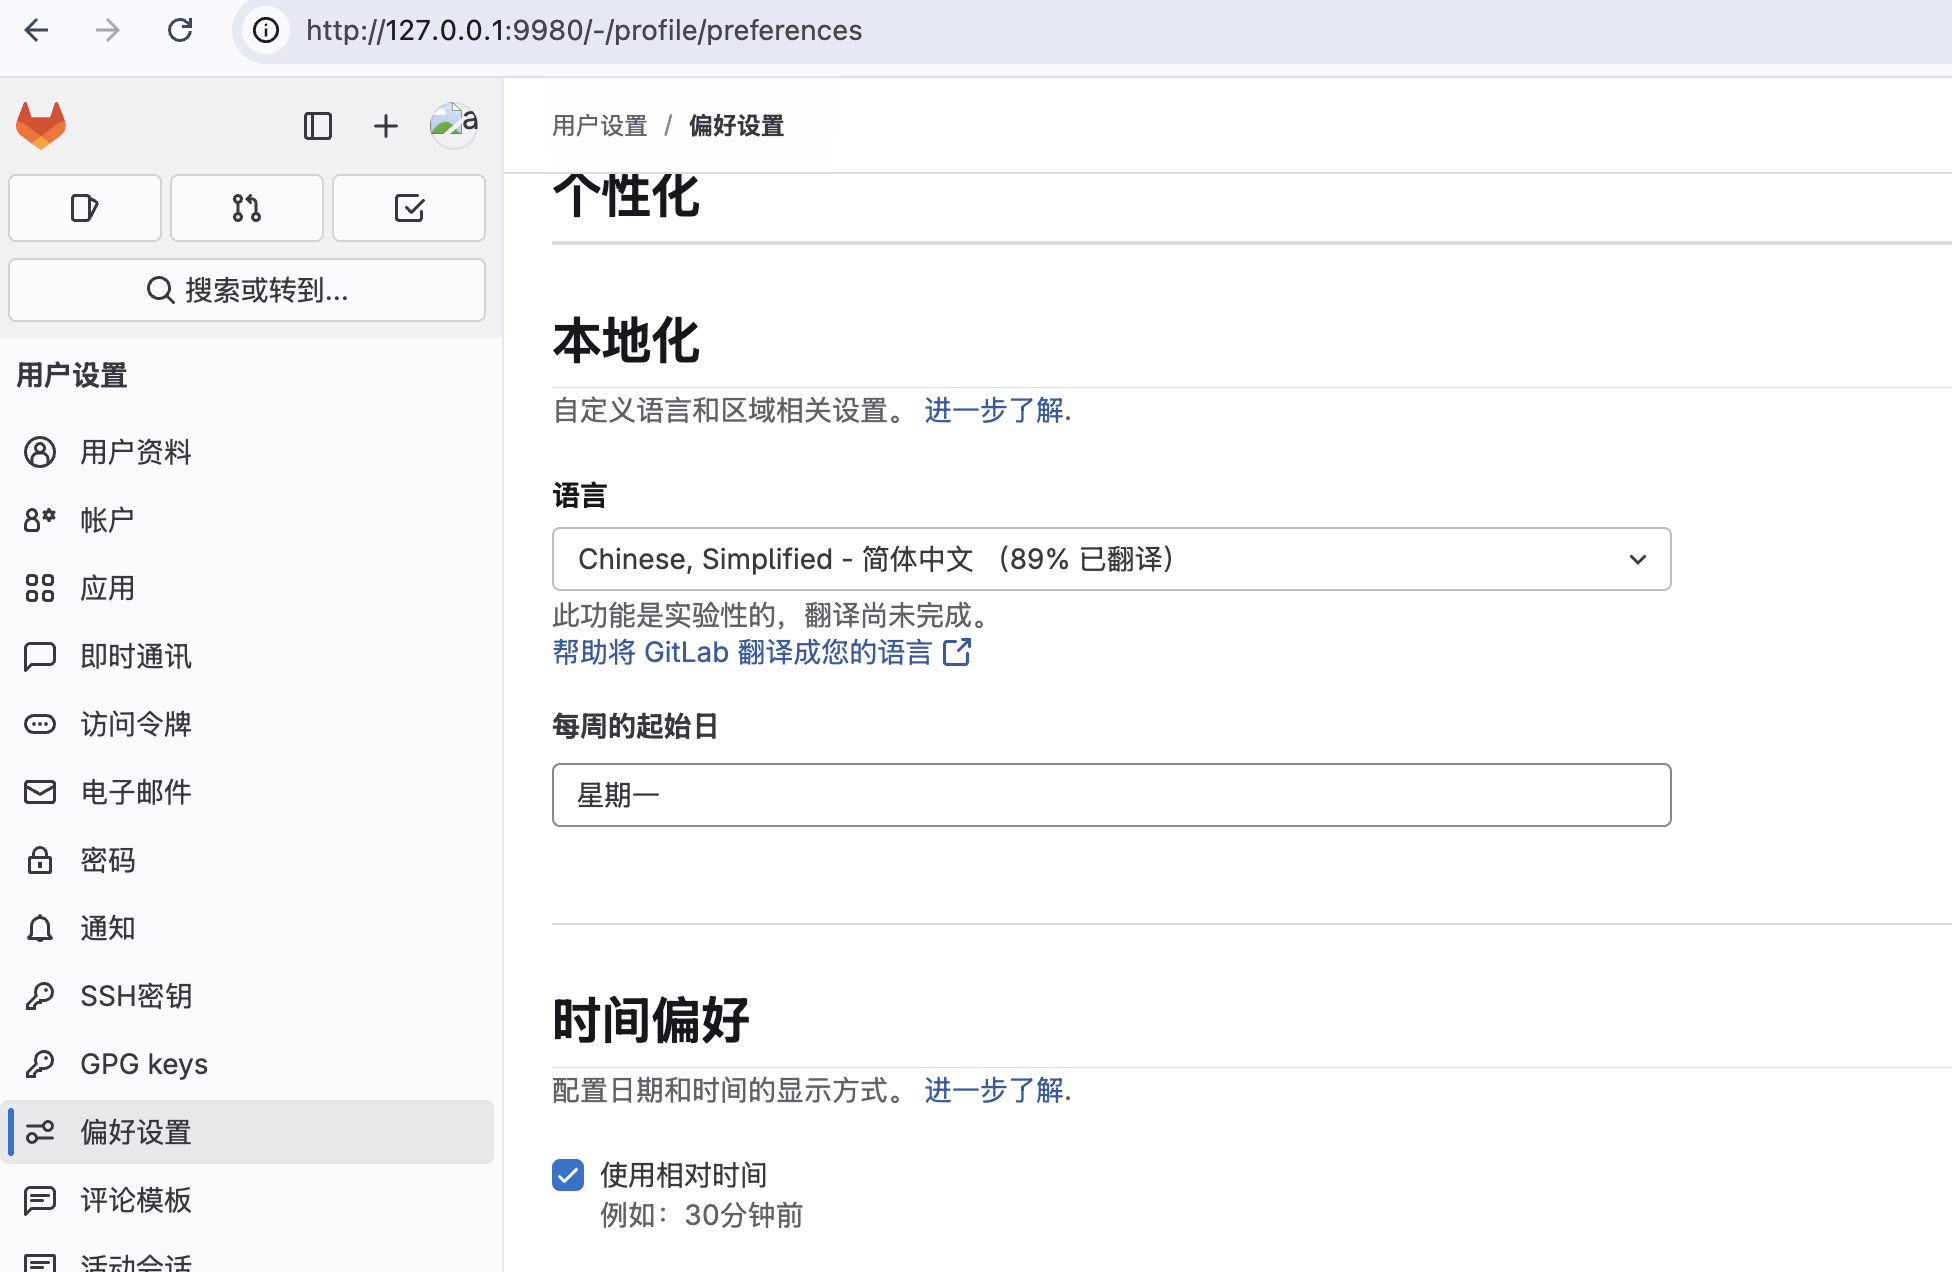 http://127.0.0.1:9980/-/profile/preferences
a
搜索或转到...
用户设置
用户资料
帐户
应用
即时通讯
访问令牌
电子邮件
密码
通知
SSH密钥
GPG keys
偏好设置
评论模板
活动会话
用户设置 / 偏好设置
个性化
本地化
自定义语言和区域相关设置。 进一步了解.
语言
Chinese, Simplified - 简体中文 （89% 已翻译）
此功能是实验性的，翻译尚未完成。
帮助将 GitLab 翻译成您的语言
每周的起始日
星期一
时间偏好
配置日期和时间的显示方式。 进一步了解.
使用相对时间
例如：30分钟前